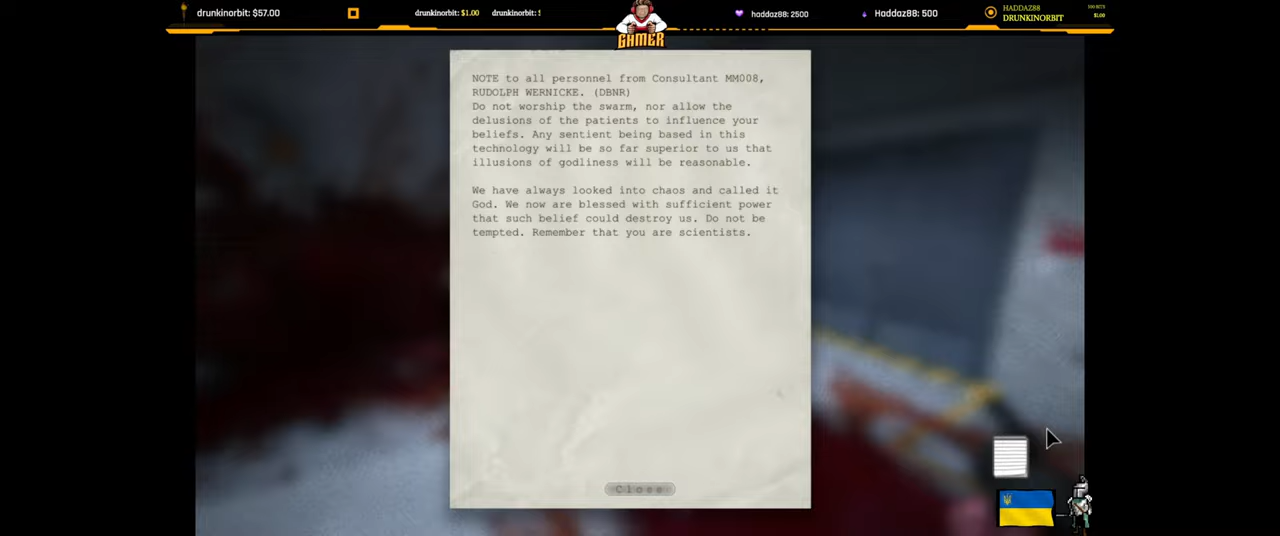 drunkinorbit: $57.00
drunkinorbit: $1.00
drunkinorbit: $
haddaz88: 2500
Haddaz88: 500
HADDAZ88
DRUNKINORBIT
500 BITS
$1.00
GAMER
NOTE to all personnel from Consultant MM008,
RUDOLPH WERNICKE. (DBNR)
Do not worship the swarm, nor allow the
delusions of the patients to influence your
beliefs. Any sentient being based in this
technology will be so far superior to us that
illusions of godliness will be reasonable.
We have always looked into chaos and called it
God. We now are blessed with sufficient power
that such belief could destroy us. Do not be
tempted. Remember that you are scientists.
Close